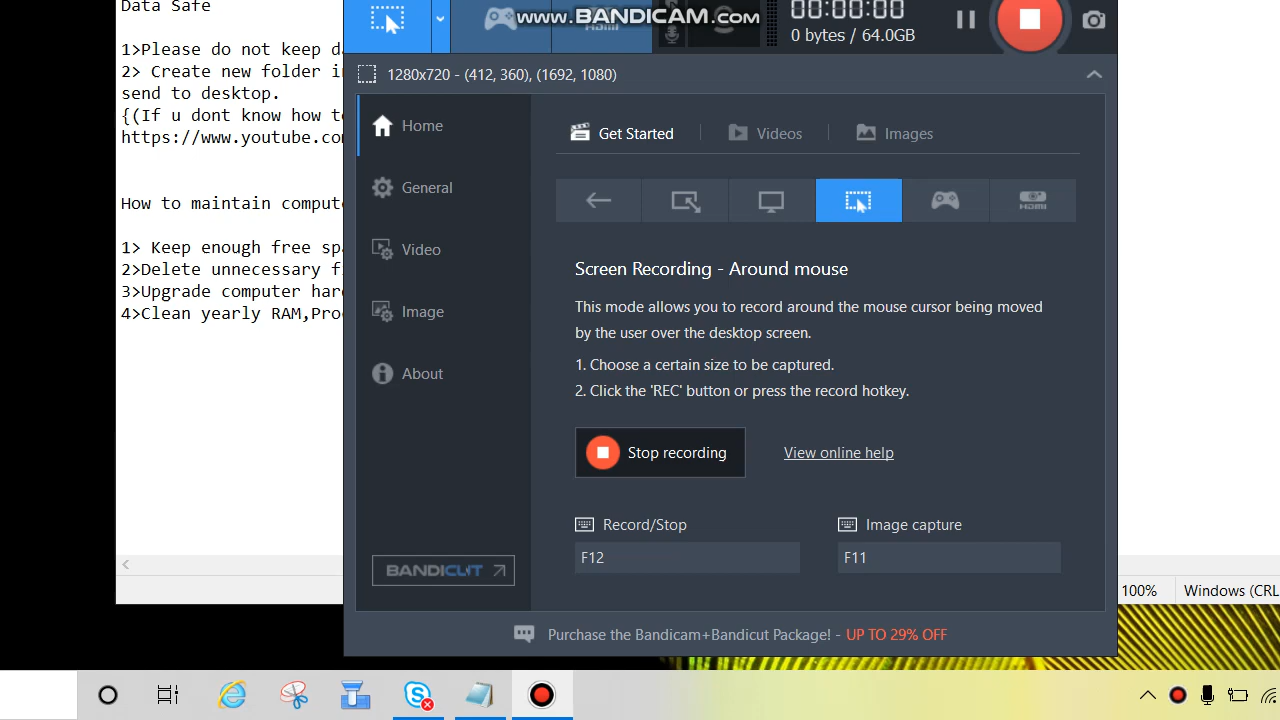 Data Safe
1>Please do not keep
2> Create new folder
send to desktop.
{(If u dont know how
https://www.youtube.co
How to maintain
1> Keep enough free
2>Delete unnecessary
3>Upgrade computer
4>Clean yearly RAM,
www.BANDICAM.com
00:00:00
0 bytes / 64.0GB
HDMI
1280x720 - (412, 360), (1692, 1080)
Home
General
Video
Image
About
BANDICUT
Get Started
Videos
Images
HDMI
Screen Recording - Around mouse
This mode allows you to record around the mouse cursor being moved
by the user over the desktop screen.
1. Choose a certain size to be captured.
2. Click the 'REC' button or press the record hotkey.
Stop recording
View online help
Record/Stop
Image capture
F12
F11
Purchase the Bandicam+Bandicut Package! - UP TO 29% OFF
100%
Windows (CRL